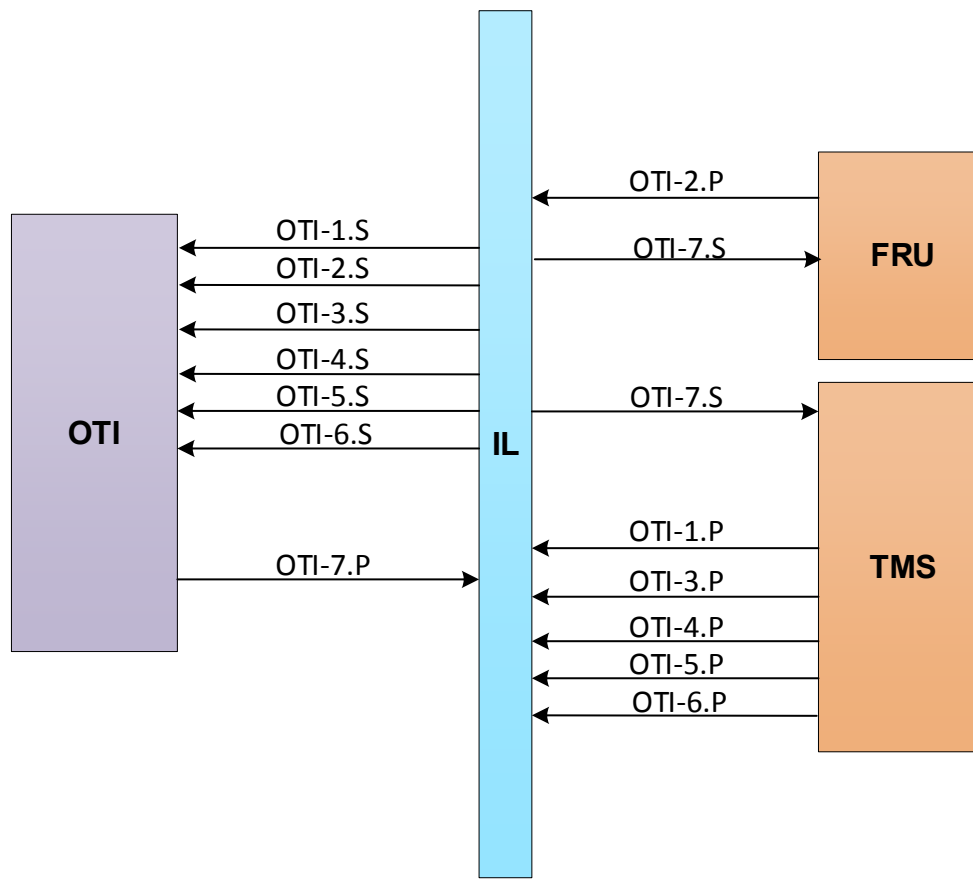 OTI-2.P
OTI-1.S
OTI-7.S
FRU
OTI-2.S
OTI-3.S
OTI-4.S
OTI-5.S
OTI-7.S
OTI
OTI-6.S
IL
OTI-1.P
OTI-7.P
TMS
OTI-3.P
OTI-4.P
OTI-5.P
OTI-6.P